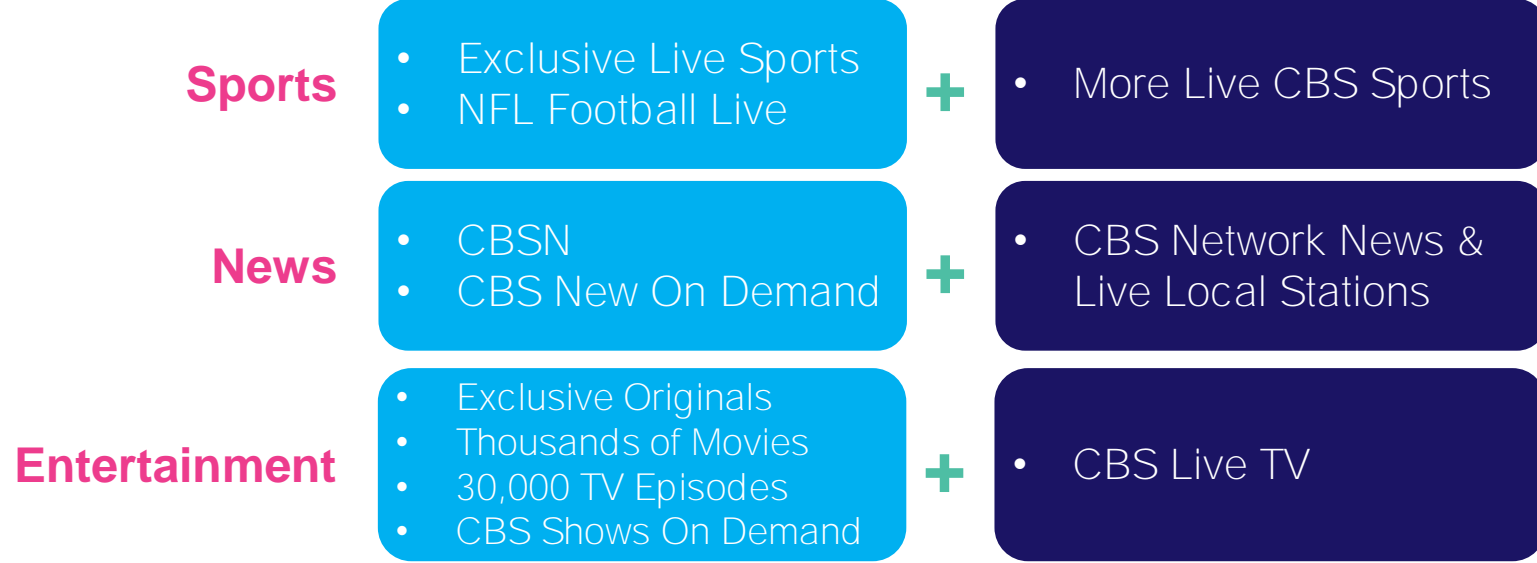 Sports
• Exclusive Live Sports
• NFL Football Live
+
• More Live CBS Sports
News
• CBSN
• CBS New On Demand
+
• CBS Network News &
Live Local Stations
Entertainment
• Exclusive Originals
• Thousands of Movies
• 30,000 TV Episodes
• CBS Shows On Demand
+
• CBS Live TV